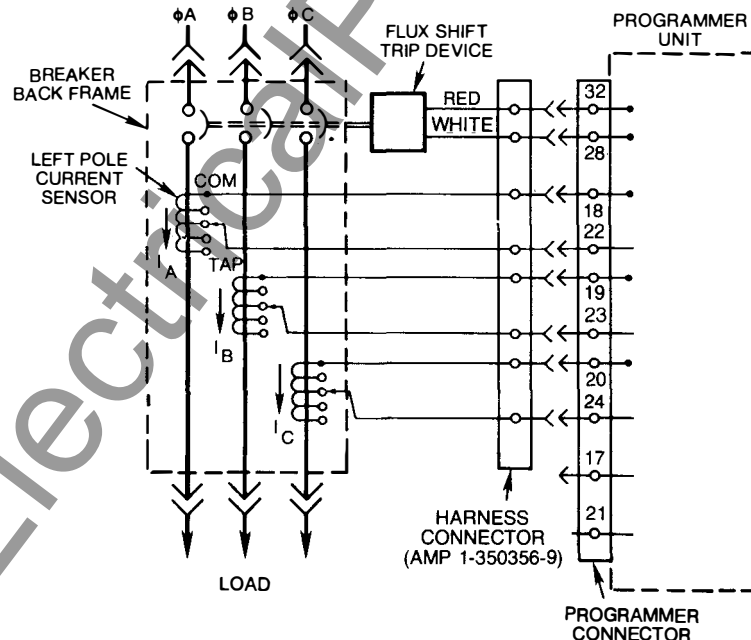 φA φB φC
FLUX SHIFT
TRIP DEVICE
PROGRAMMER
UNIT
BREAKER
BACK FRAME
RED
WHITE
32
28
LEFT POLE
CURRENT
SENSOR
COM
TAP
I A
I B
I C
18
22
19
23
20
24
17
21
HARNESS
CONNECTOR
(AMP 1-350356-9)
LOAD
PROGRAMMER
CONNECTOR
ElectricalP